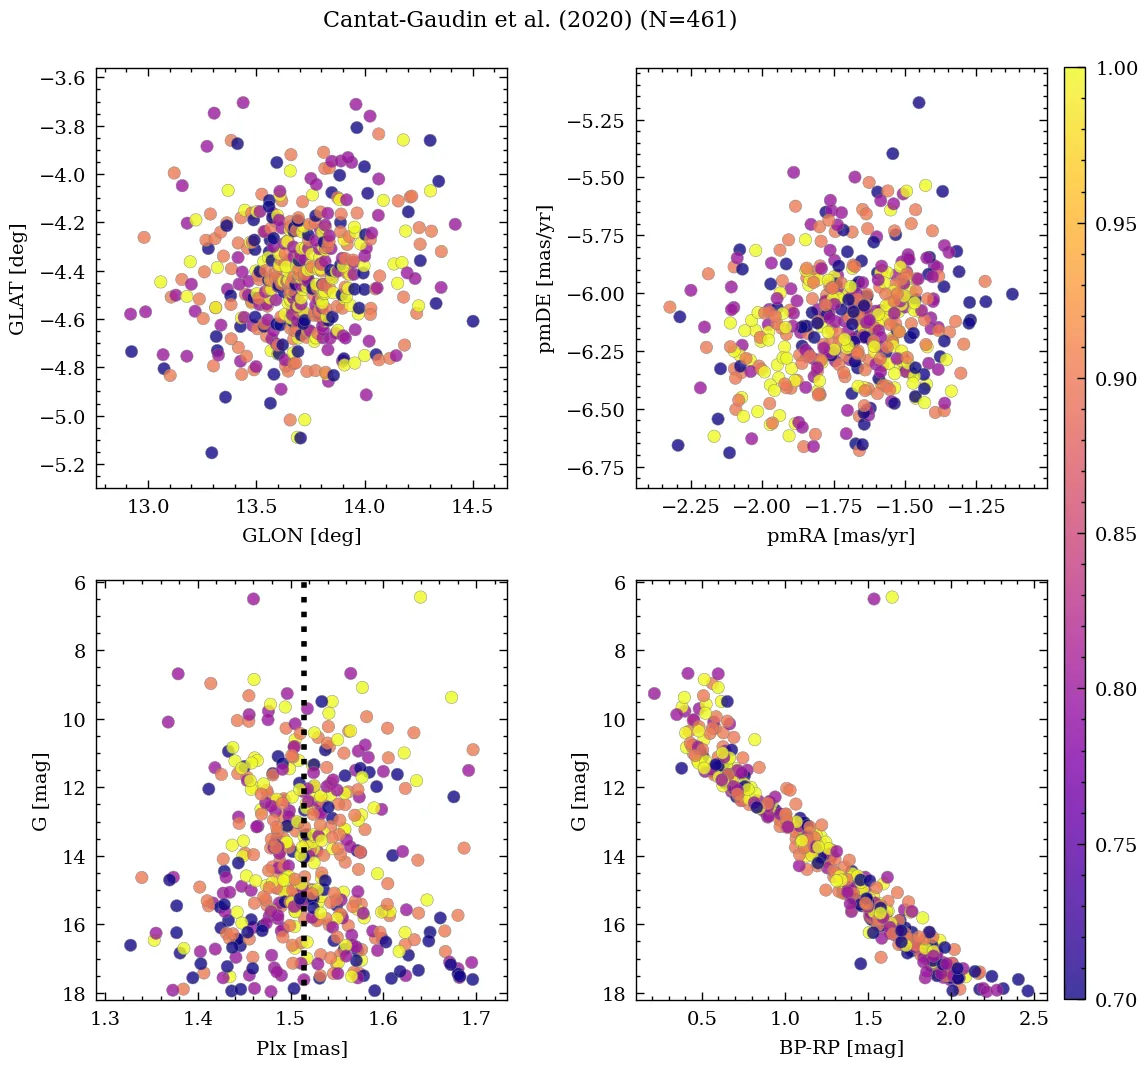 Cantat-Gaudin et al. (2020) (N=461)
−3.6
−3.8
−4.0
−4.2
−4.4
−4.6
−4.8
−5.0
−5.2
GLAT [deg]
13.0 13.5 14.0 14.5
GLON [deg]
−5.25
−5.50
−5.75
−6.00
−6.25
−6.50
−6.75
pmDE [mas/yr]
−2.25 −2.00 −1.75 −1.50 −1.25
pmRA [mas/yr]
6
8
10
12
14
16
18
G [mag]
1.3 1.4 1.5 1.6 1.7
Plx [mas]
6
8
10
12
14
16
18
G [mag]
0.5 1.0 1.5 2.0 2.5
BP-RP [mag]
1.00
0.95
0.90
0.85
0.80
0.75
0.70